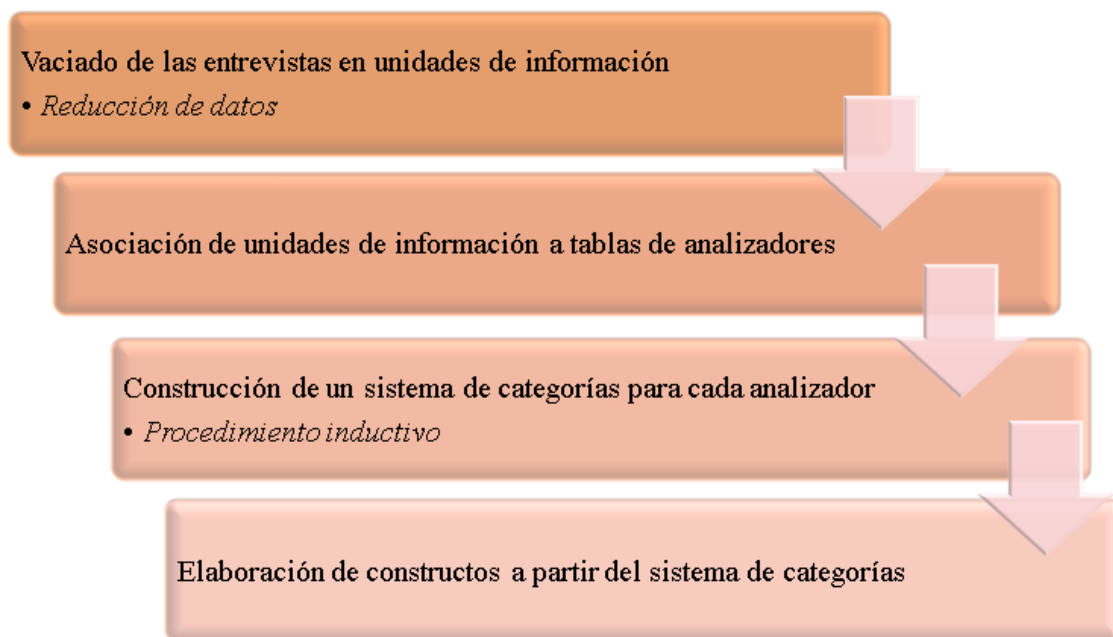 Vaciado de las entrevistas en unidades de información
• Reducción de datos
Asociación de unidades de información a tablas de analizadores
Construcción de un sistema de categorías para cada analizador
• Procedimiento inductivo
Elaboración de constructos a partir del sistema de categorías